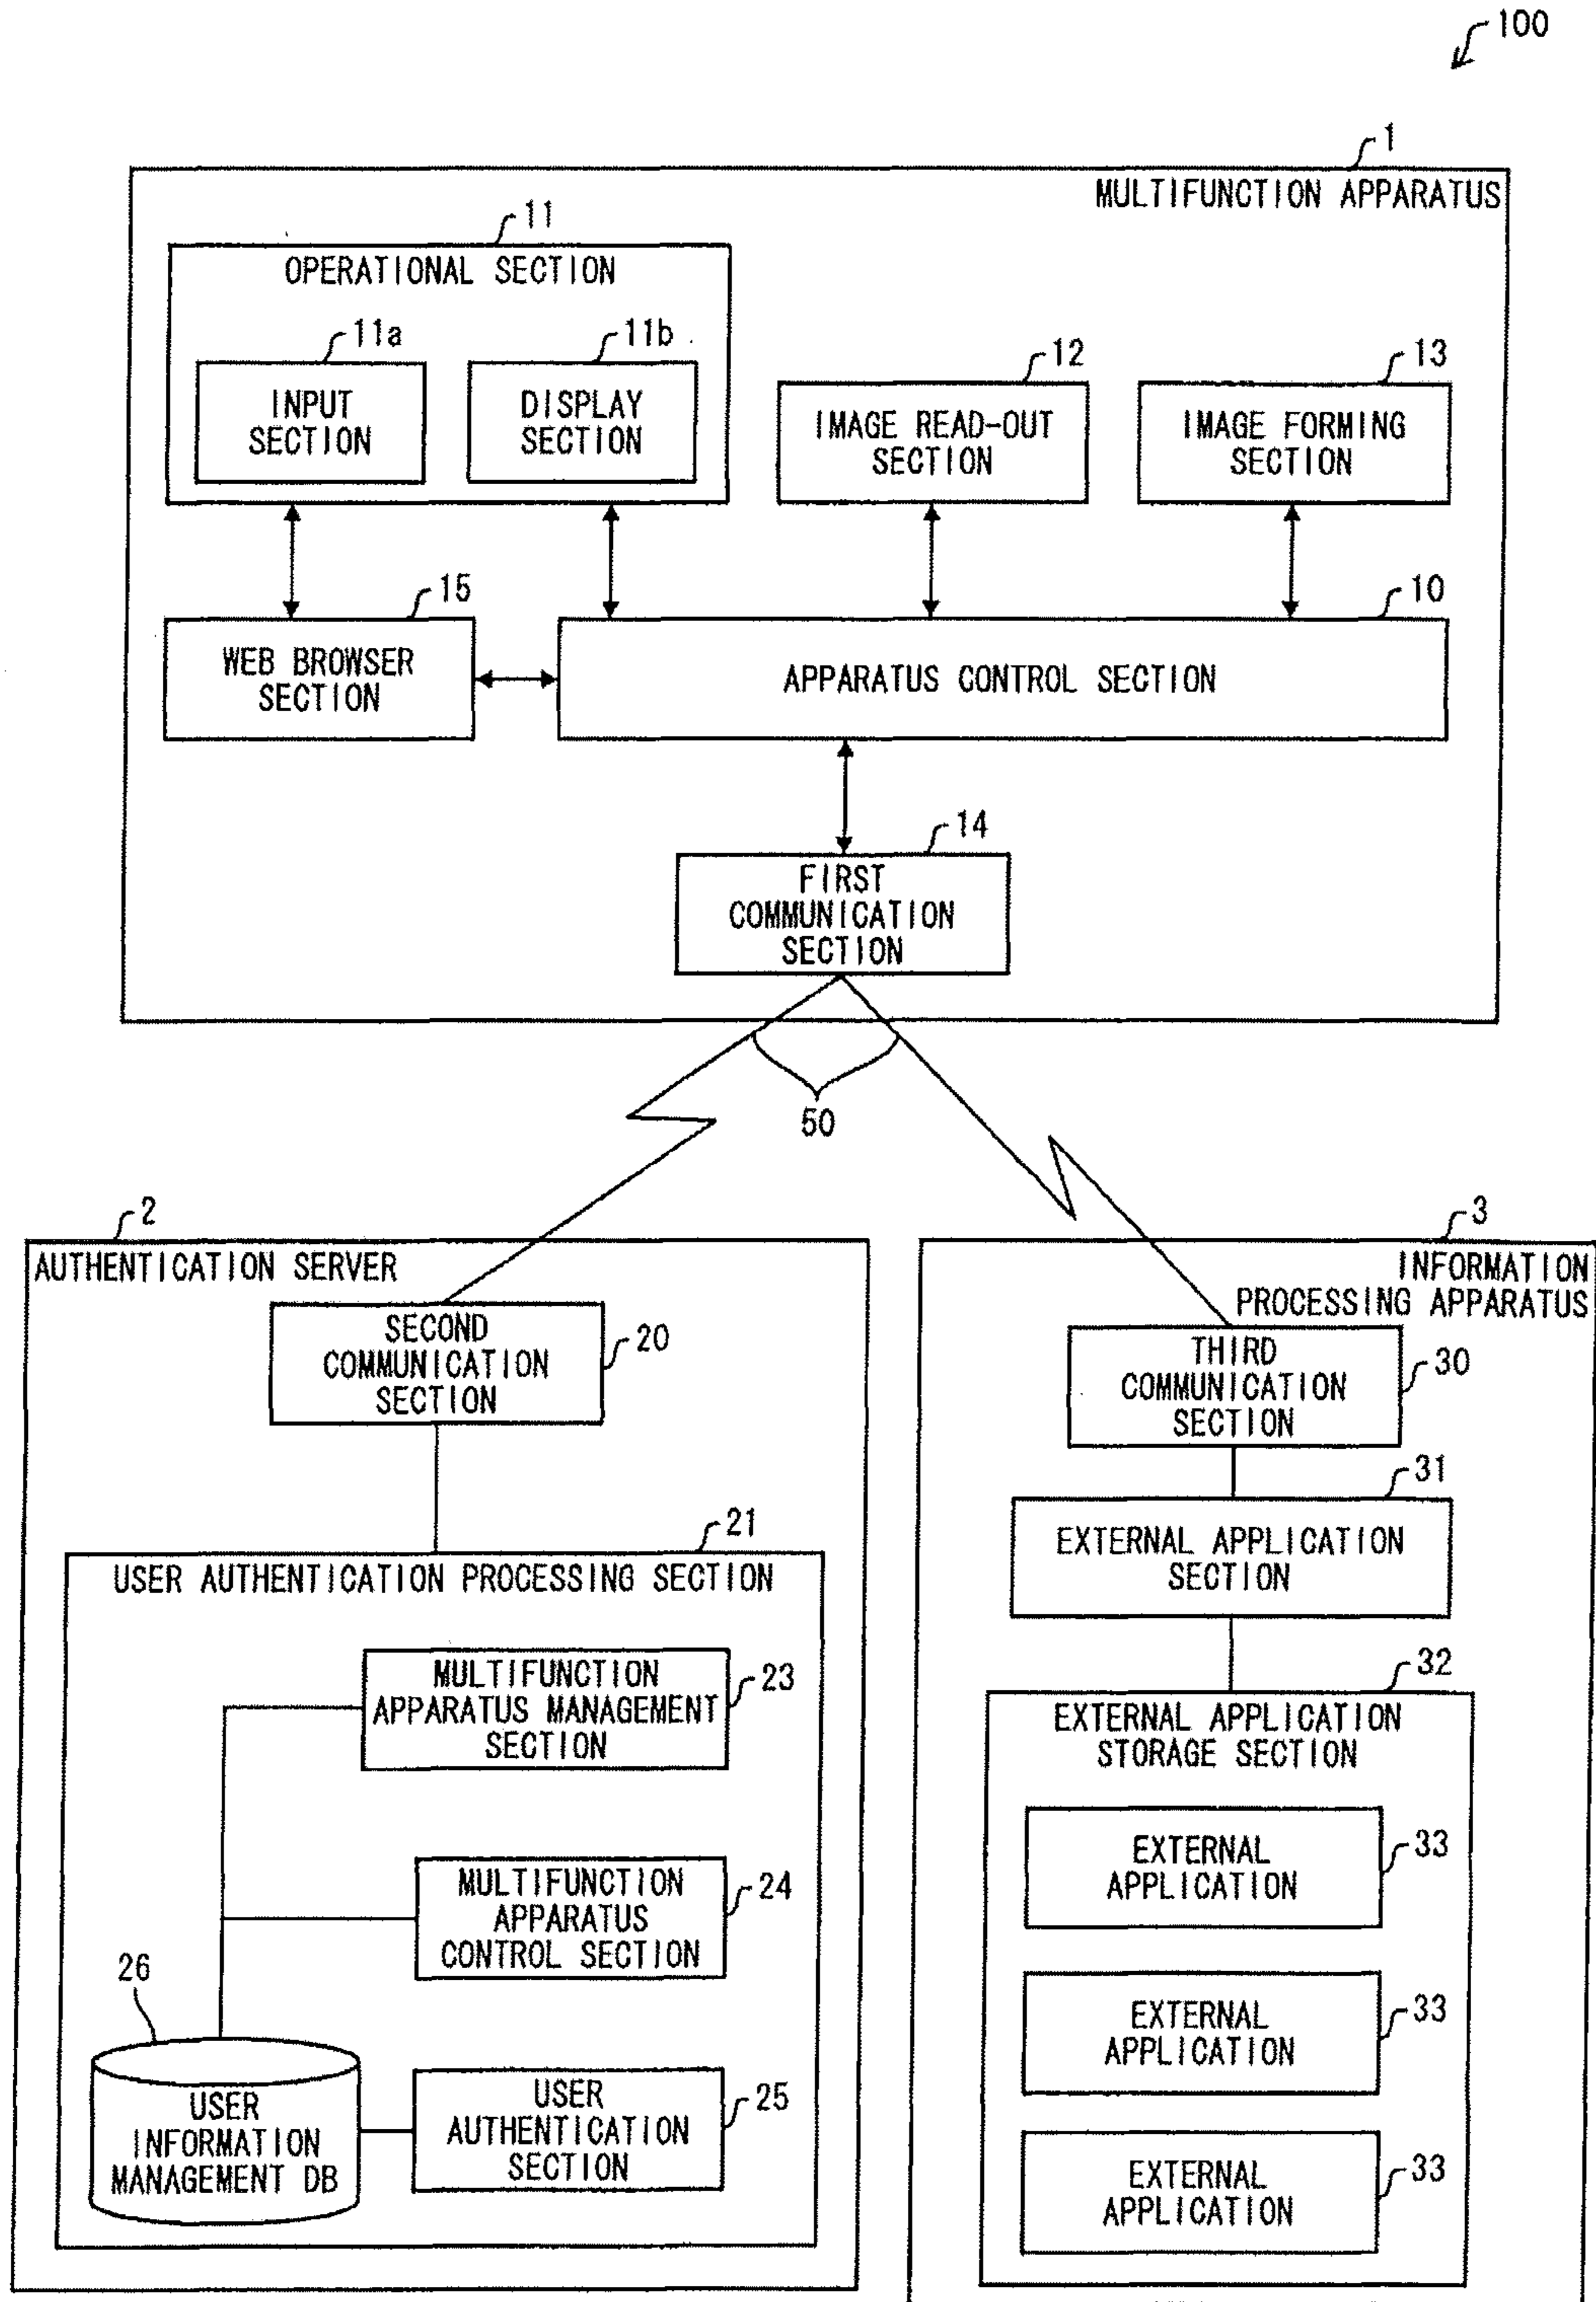 100
1
MULTIFUNCTION APPARATUS
11
OPERATIONAL SECTION
11a
INPUT
SECTION
11b
DISPLAY
SECTION
12
IMAGE READ-OUT
SECTION
13
IMAGE FORMING
SECTION
15
WEB BROWSER
SECTION
10
APPARATUS CONTROL SECTION
14
FIRST
COMMUNICATION
SECTION
50
2
AUTHENTICATION SERVER
SECOND
COMMUNICATION
SECTION
20
21
USER AUTHENTICATION PROCESSING SECTION
MULTIFUNCTION
APPARATUS MANAGEMENT
SECTION
23
MULTIFUNCTION
APPARATUS
CONTROL SECTION
24
26
USER
INFORMATION
MANAGEMENT DB
USER
AUTHENTICATION
SECTION
25
3
INFORMATION
PROCESSING APPARATUS
THIRD
COMMUNICATION
SECTION
30
31
EXTERNAL APPLICATION
SECTION
32
EXTERNAL APPLICATION
STORAGE SECTION
EXTERNAL
APPLICATION
33
EXTERNAL
APPLICATION
33
EXTERNAL
APPLICATION
33